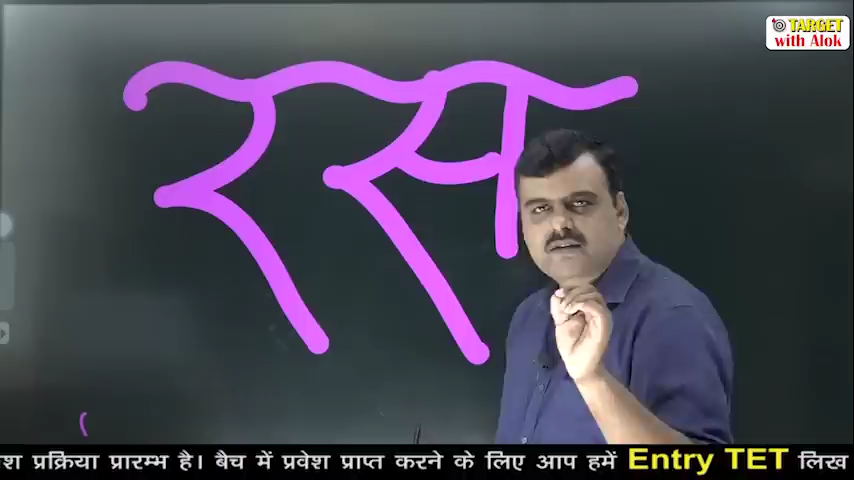 TARGET
with Alok
रस
प्रक्रिया प्रारम्भ है। बैच में प्रवेश प्राप्त करने के लिए आप हमें Entry TET लिख